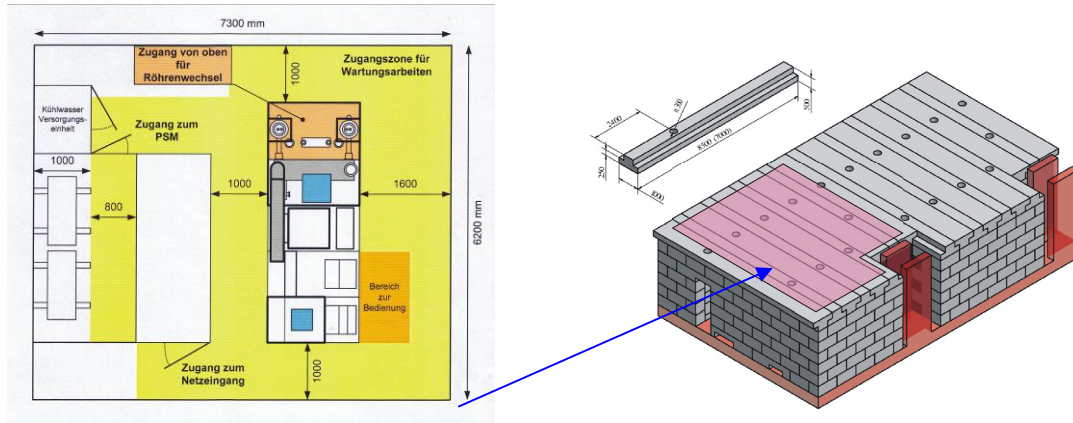 7300 mm
Zugang von oben
für
Röhrenwechsel
1000
Zugangszone für
Wartungsarbeiten
Kühlwasser
Versorgungs-
einheit
Zugang zum
PSM
1000
800
1000
1600
6200 mm
Bereich
zur
Bedienung
Zugang zum
Netzeingang
1000
2400
8500 (7000)
500
250
1000